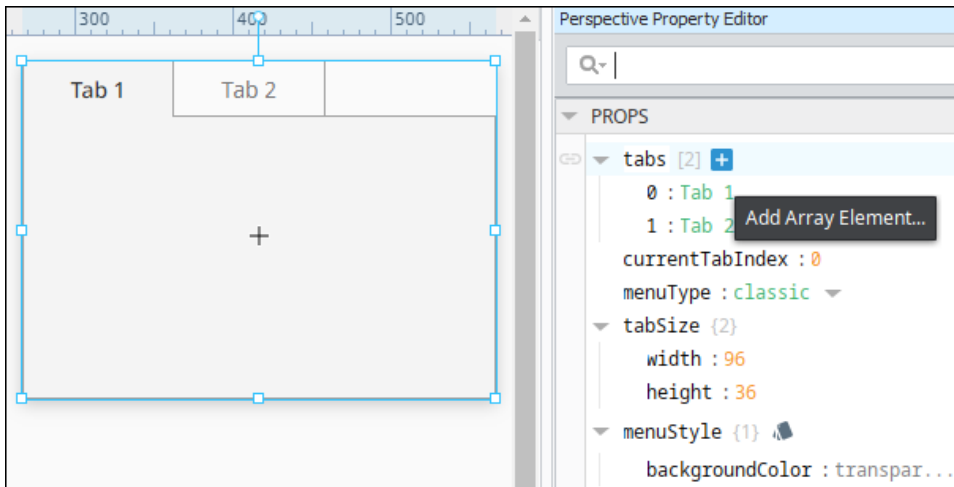 300 400 500
Tab 1 Tab 2
Perspective Property Editor
PROPS
tabs [2] +
0 : Tab 1
1 : Tab 2
Add Array Element...
currentTabIndex : 0
menuType : classic
tabSize {2}
width : 96
height : 36
menuStyle {1}
backgroundColor : transpar...